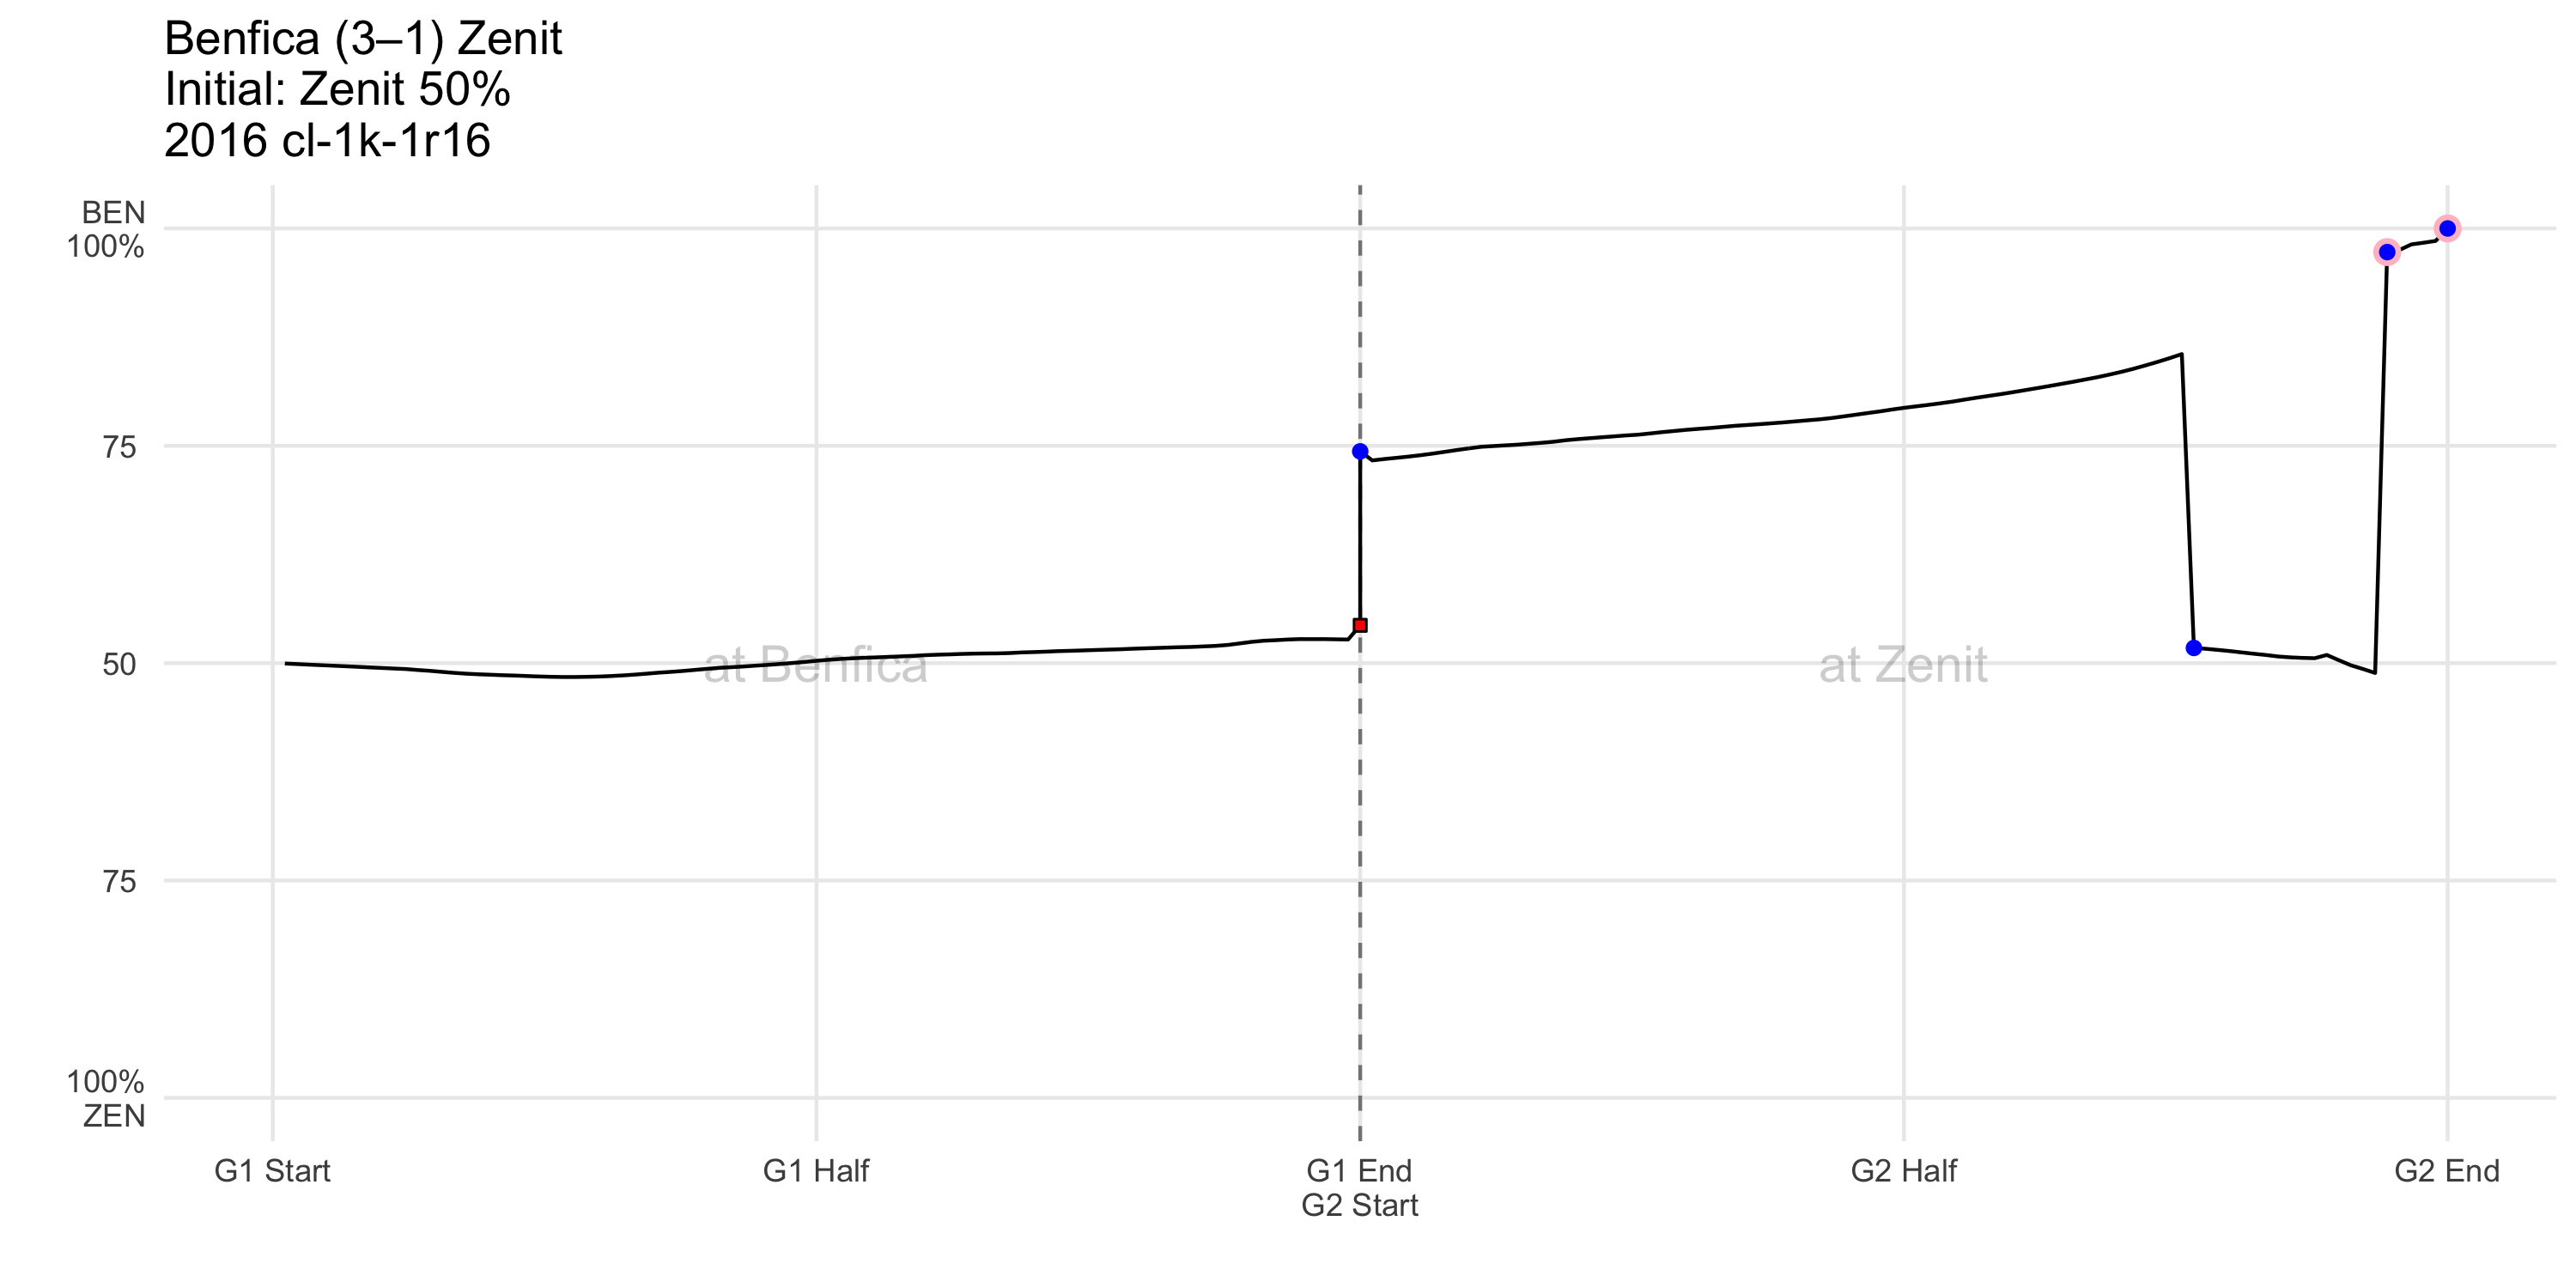 Benfica (3–1) Zenit
Initial: Zenit 50%
2016 cl-1k-1r16
BEN
100%
75
50
75
100%
ZEN
at Benfica
at Zenit
G1 Start
G1 Half
G1 End
G2 Start
G2 Half
G2 End